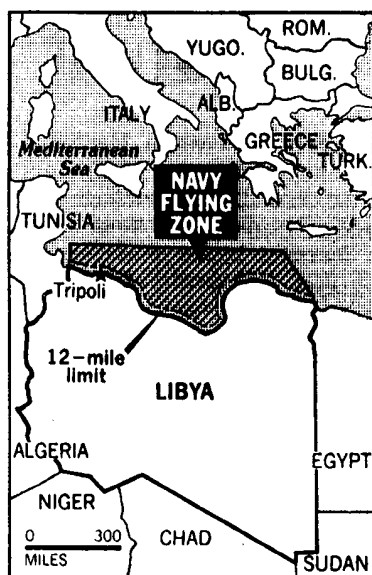 ROM.
YUGO.
BULG.
ITALY
ALB.
GREECE
TURK.
Mediterranean
Sea
NAVY
FLYING
ZONE
TUNISIA
Tripoli
12-mile
limit
LIBYA
ALGERIA
EGYPT
NIGER
CHAD
SUDAN
0 300
MILES